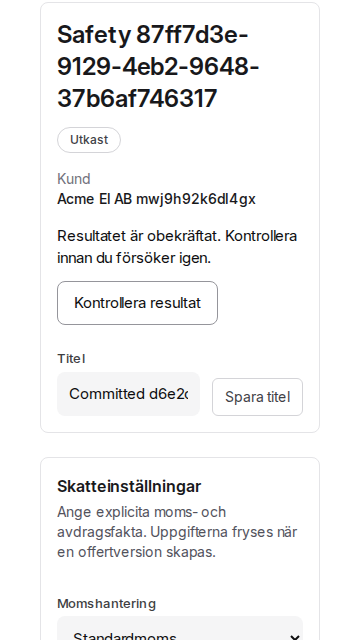 Safety 87ff7d3e-
9129-4eb2-9648-
37b6af746317
Utkast
Kund
Acme El AB mwj9h92k6dl4gx
Resultatet är obekräftat. Kontrollera
innan du försöker igen.
Kontrollera resultat
Titel
Committed d6e2
Spara titel
Skatteinställningar
Ange explicita moms- och
avdragsfakta. Uppgifterna fryses när
en offertversion skapas.
Momshantering
Standardmoms